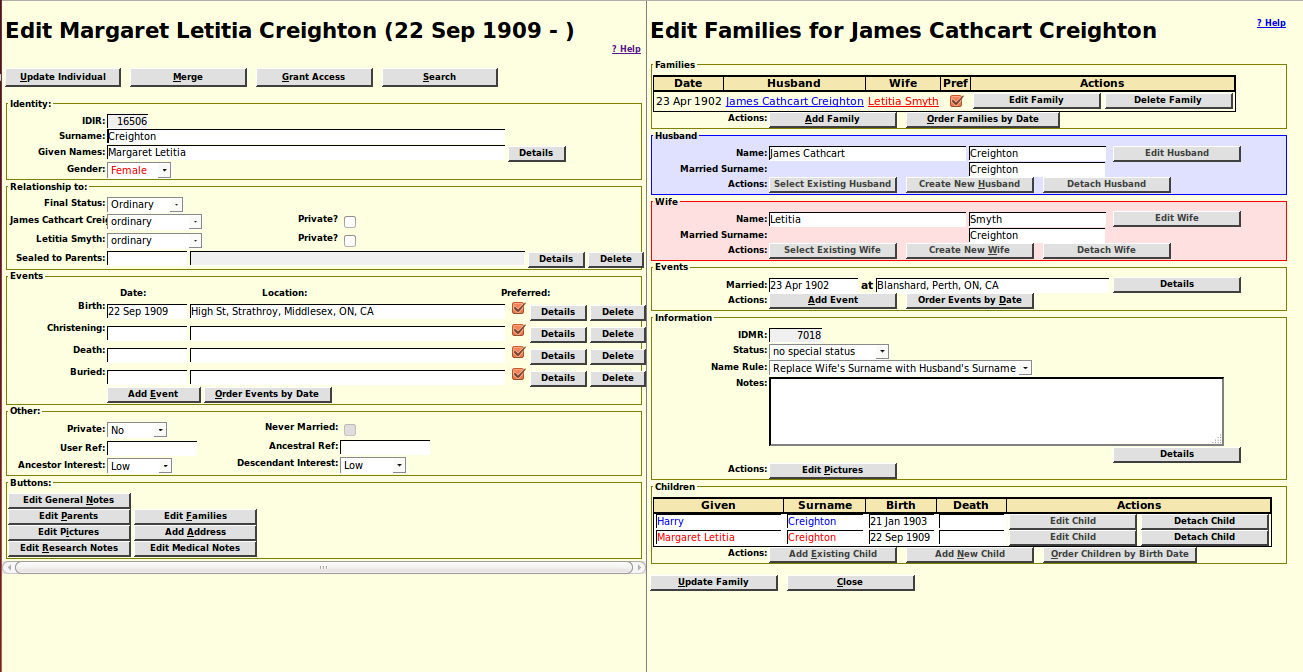 Edit Margaret Letitia Creighton (22 Sep 1909 - )
? Help
Update Individual Merge Grant Access Search
Identity:
IDIR: 16506
Surname: Creighton
Given Names: Margaret Letitia Details
Gender: Female
Relationship to:
Final Status: Ordinary
James Cathcart Creig ordinary Private?
Letitia Smyth: ordinary Private?
Sealed to Parents: Details Delete
Events
Date: Location: Preferred:
Birth: 22 Sep 1909 High St, Strathroy, Middlesex, ON, CA Details Delete
Christening: Details Delete
Death: Details Delete
Buried: Details Delete
Add Event Order Events by Date
Other:
Private: No Never Married:
User Ref: Ancestral Ref:
Ancestor Interest: Low Descendant Interest: Low
Buttons:
Edit General Notes
Edit Parents Edit Families
Edit Pictures Add Address
Edit Research Notes Edit Medical Notes
Edit Families for James Cathcart Creighton
? Help
Families
Date Husband Wife Pref Actions
23 Apr 1902 James Cathcart Creighton Letitia Smyth Edit Family Delete Family
Actions: Add Family Order Families by Date
Husband
Name: James Cathcart Creighton Edit Husband
Married Surname: Creighton
Actions: Select Existing Husband Create New Husband Detach Husband
Wife
Name: Letitia Smyth Edit Wife
Married Surname: Creighton
Actions: Select Existing Wife Create New Wife Detach Wife
Events
Married: 23 Apr 1902 at Blanshard, Perth, ON, CA Details
Actions: Add Event Order Events by Date
Information
IDMR: 7018
Status: no special status
Name Rule: Replace Wife's Surname with Husband's Surname
Notes:
Details
Actions: Edit Pictures
Children
Given Surname Birth Death Actions
Harry Creighton 21 Jan 1903 Edit Child Detach Child
Margaret Letitia Creighton 22 Sep 1909 Edit Child Detach Child
Actions: Add Existing Child Add New Child Order Children by Birth Date
Update Family Close